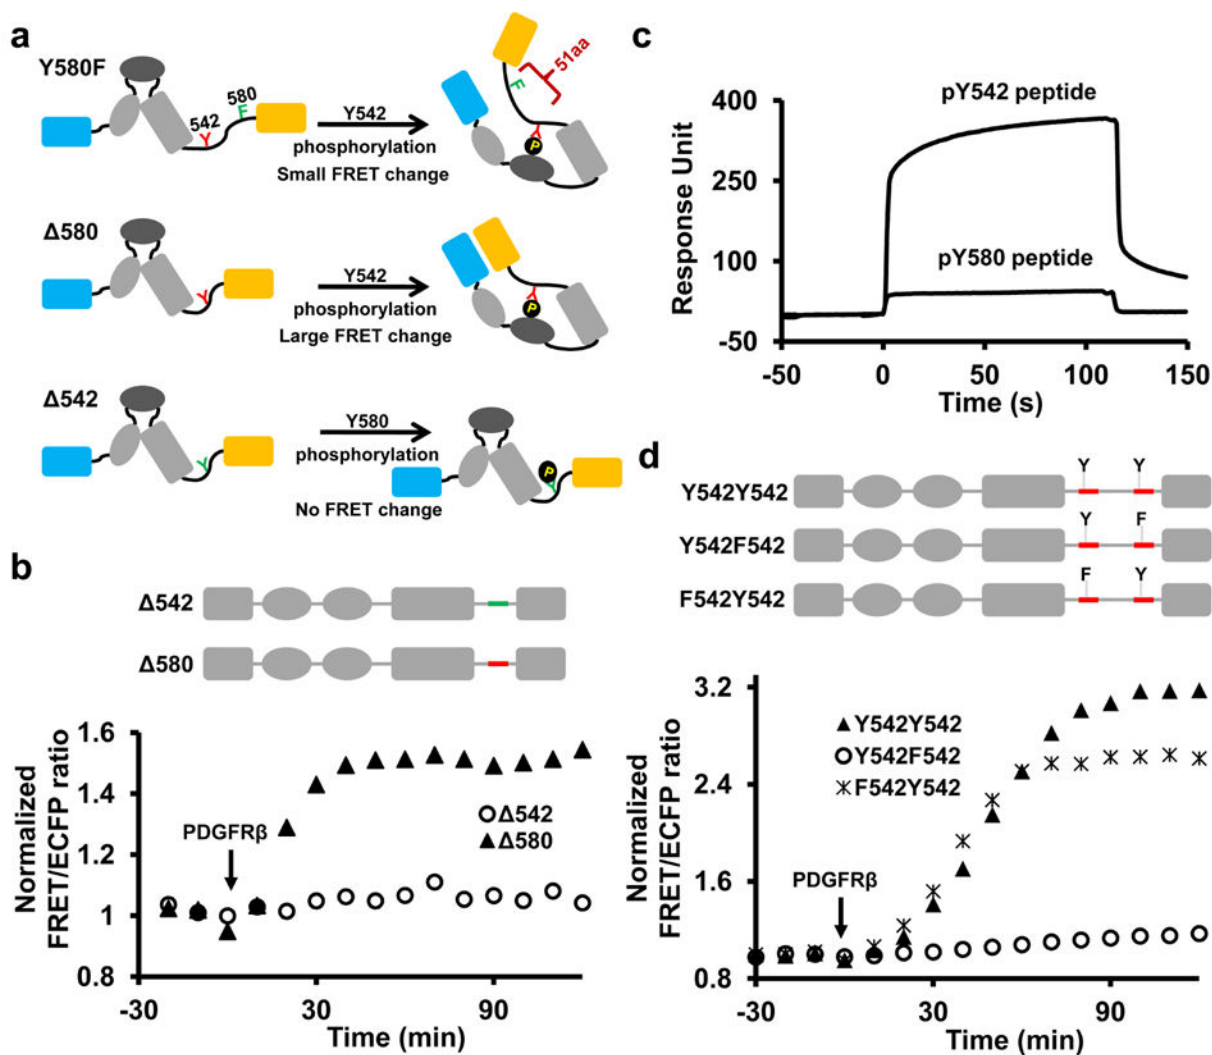 a
Y580F
542
Y
580
F
Y542
phosphorylation
Small FRET change
F
51aa
Y
P
Δ580
Y
Y542
phosphorylation
Large FRET change
Y
P
Δ542
Y
Y580
phosphorylation
No FRET change
P
Y
b
Δ542
Δ580
Normalized
FRET/ECFP ratio
1.6
1.4
1.2
1
0.8
PDGFRβ
Δ542
Δ580
-30
30
90
Time (min)
c
Response Unit
400
250
100
-50
pY542 peptide
pY580 peptide
-50
0
50
100
150
Time (s)
d
Y Y
Y542Y542
Y F
Y542F542
F Y
F542Y542
Normalized
FRET/ECFP ratio
3.2
2.4
1.6
0.8
Y542Y542
Y542F542
F542Y542
PDGFRβ
-30
30
90
Time (min)